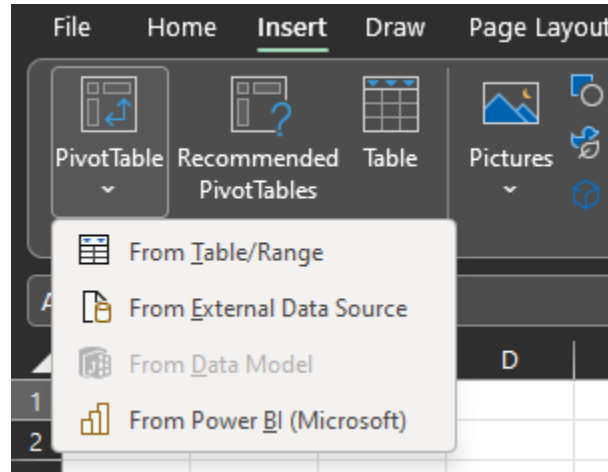 File Home Insert Draw Page Layout
PivotTable Recommended PivotTables Table Pictures
From Table/Range
From External Data Source
From Data Model
From Power BI (Microsoft)
D
1
2